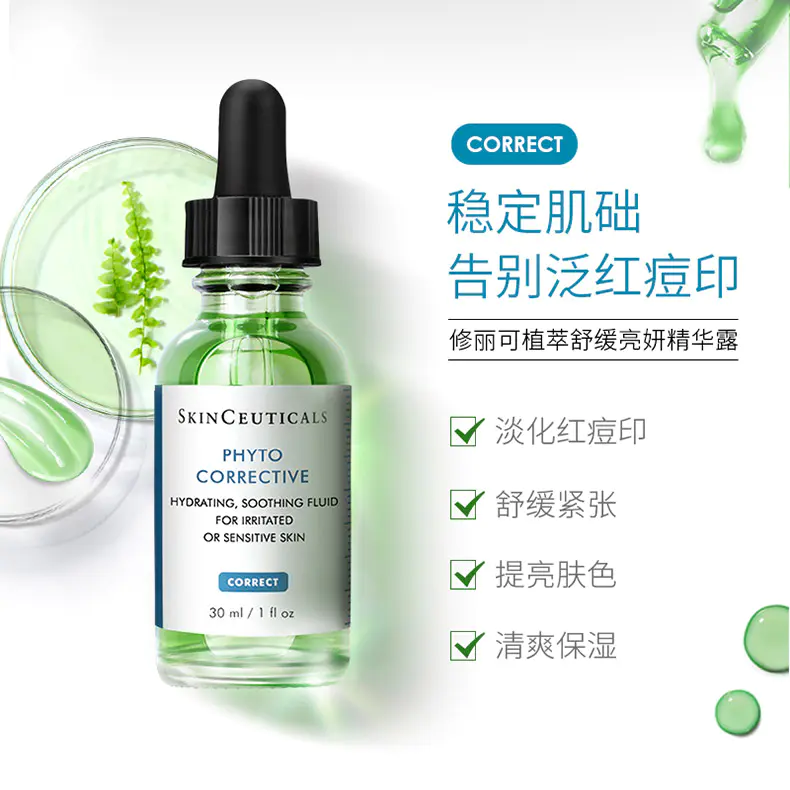 CORRECT
稳定肌础
告别泛红痘印
修丽可植萃舒缓亮妍精华露
淡化红痘印
舒缓紧张
提亮肤色
清爽保湿
SKINCEUTICALS
PHYTO
CORRECTIVE
HYDRATING, SOOTHING FLUID
FOR IRRITATED
OR SENSITIVE SKIN
CORRECT
30 ml / 1 fl oz